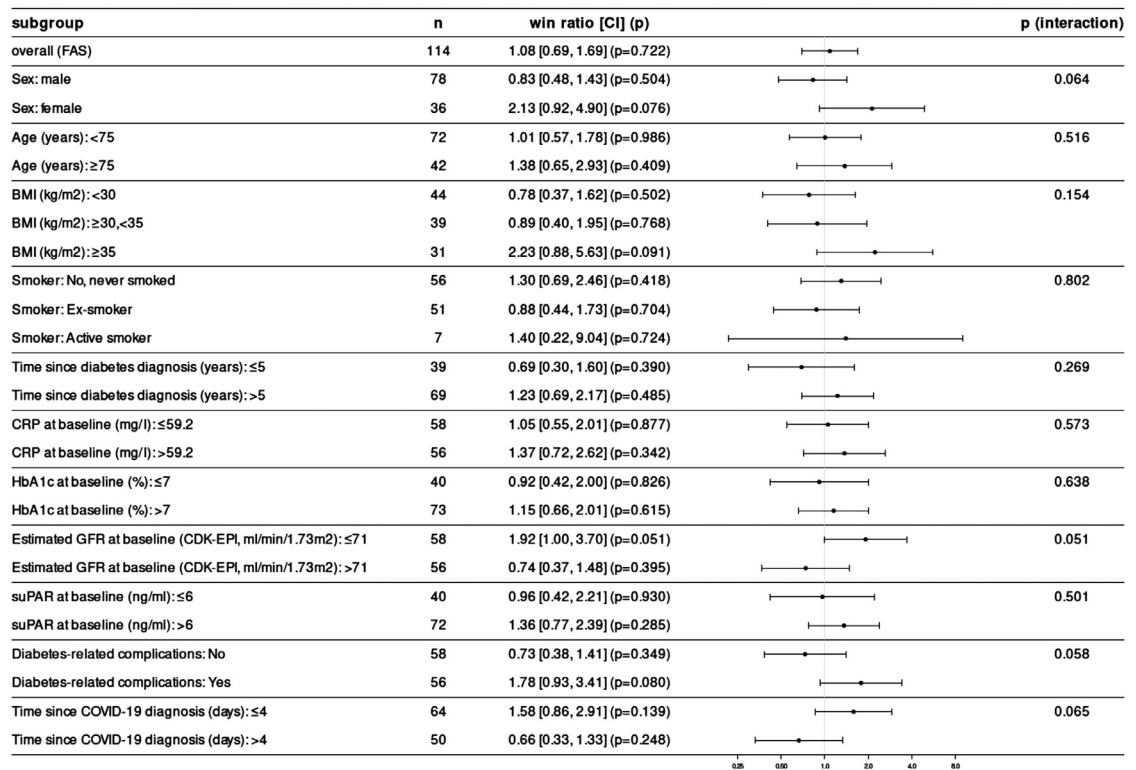 subgroup n win ratio [CI] (p) p (interaction)
overall (FAS) 114 1.08 [0.69, 1.69] (p=0.722)
Sex: male 78 0.83 [0.48, 1.43] (p=0.504) 0.064
Sex: female 36 2.13 [0.92, 4.90] (p=0.076)
Age (years): <75 72 1.01 [0.57, 1.78] (p=0.986) 0.516
Age (years): ≥75 42 1.38 [0.65, 2.93] (p=0.409)
BMI (kg/m2): <30 44 0.78 [0.37, 1.62] (p=0.502) 0.154
BMI (kg/m2): ≥30,<35 39 0.89 [0.40, 1.95] (p=0.768)
BMI (kg/m2): ≥35 31 2.23 [0.88, 5.63] (p=0.091)
Smoker: No, never smoked 56 1.30 [0.69, 2.46] (p=0.418) 0.802
Smoker: Ex-smoker 51 0.88 [0.44, 1.73] (p=0.704)
Smoker: Active smoker 7 1.40 [0.22, 9.04] (p=0.724)
Time since diabetes diagnosis (years): ≤5 39 0.69 [0.30, 1.60] (p=0.390) 0.269
Time since diabetes diagnosis (years): >5 69 1.23 [0.69, 2.17] (p=0.485)
CRP at baseline (mg/l): ≤59.2 58 1.05 [0.55, 2.01] (p=0.877) 0.573
CRP at baseline (mg/l): >59.2 56 1.37 [0.72, 2.62] (p=0.342)
HbA1c at baseline (%): ≤7 40 0.92 [0.42, 2.00] (p=0.826) 0.638
HbA1c at baseline (%): >7 73 1.15 [0.66, 2.01] (p=0.615)
Estimated GFR at baseline (CDK-EPI, ml/min/1.73m2): ≤71 58 1.92 [1.00, 3.70] (p=0.051) 0.051
Estimated GFR at baseline (CDK-EPI, ml/min/1.73m2): >71 56 0.74 [0.37, 1.48] (p=0.395)
suPAR at baseline (ng/ml): ≤6 40 0.96 [0.42, 2.21] (p=0.930) 0.501
suPAR at baseline (ng/ml): >6 72 1.36 [0.77, 2.39] (p=0.285)
Diabetes-related complications: No 58 0.73 [0.38, 1.41] (p=0.349) 0.058
Diabetes-related complications: Yes 56 1.78 [0.93, 3.41] (p=0.080)
Time since COVID-19 diagnosis (days): ≤4 64 1.58 [0.86, 2.91] (p=0.139) 0.065
Time since COVID-19 diagnosis (days): >4 50 0.66 [0.33, 1.33] (p=0.248)
0.25 0.50 1.0 2.0 4.0 8.0